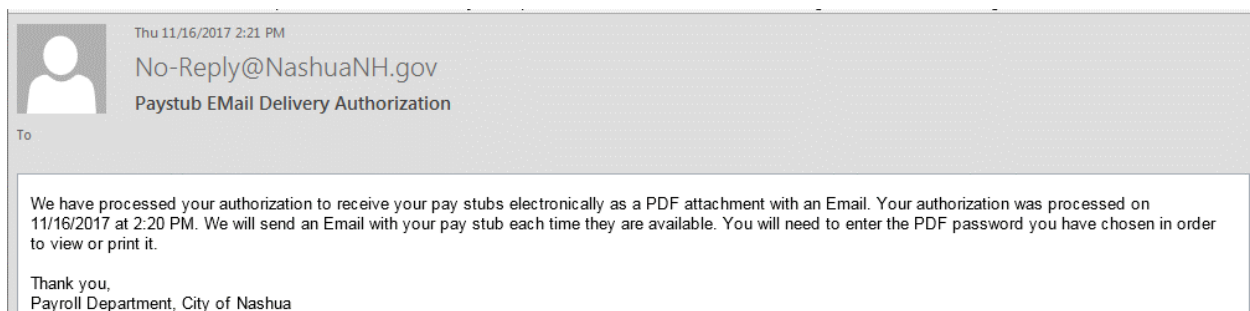 Thu 11/16/2017 2:21 PM
No-Reply@NashuaNH.gov
Paystub EMail Delivery Authorization
To
We have processed your authorization to receive your pay stubs electronically as a PDF attachment with an Email. Your authorization was processed on
11/16/2017 at 2:20 PM. We will send an Email with your pay stub each time they are available. You will need to enter the PDF password you have chosen in order
to view or print it.
Thank you,
Payroll Department, City of Nashua